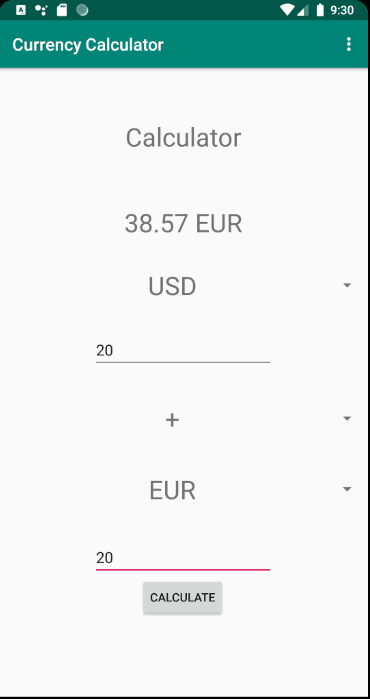 9:30
Currency Calculator
Calculator
38.57 EUR
USD
20
+
EUR
20
CALCULATE